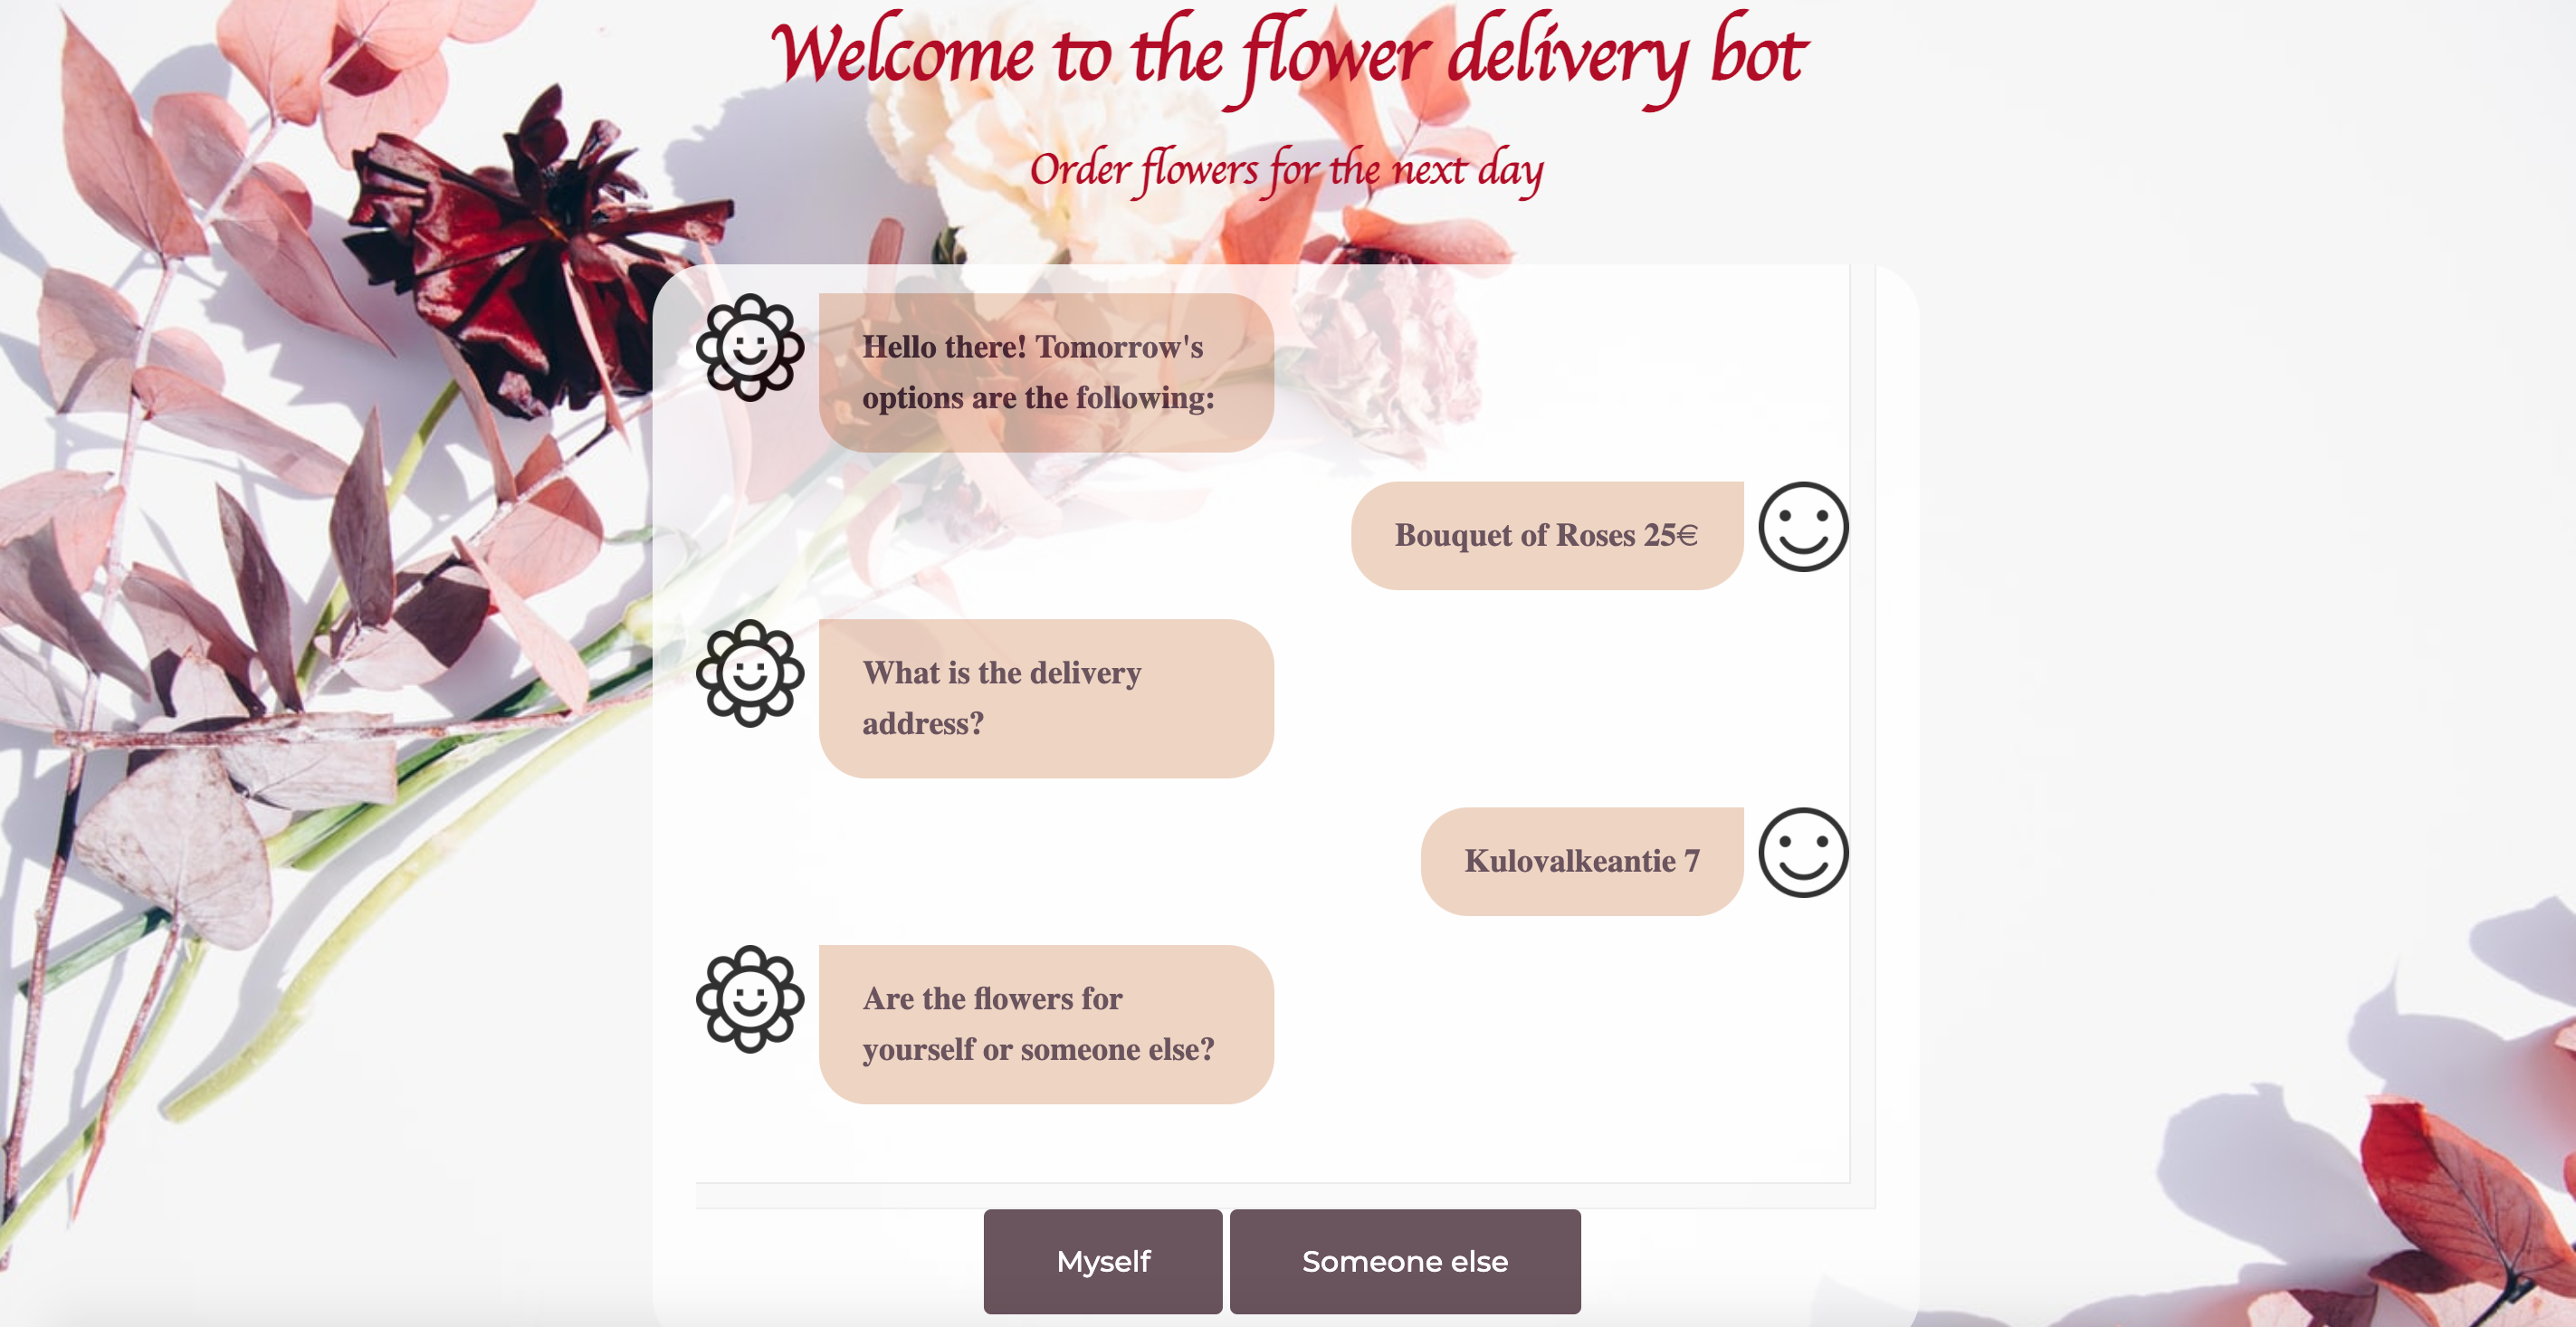 Welcome to the flower delivery bot
Order flowers for the next day
Hello there! Tomorrow's
options are the following:
Bouquet of Roses 25€
What is the delivery
address?
Kulovalkeantie 7
Are the flowers for
yourself or someone else?
Myself
Someone else